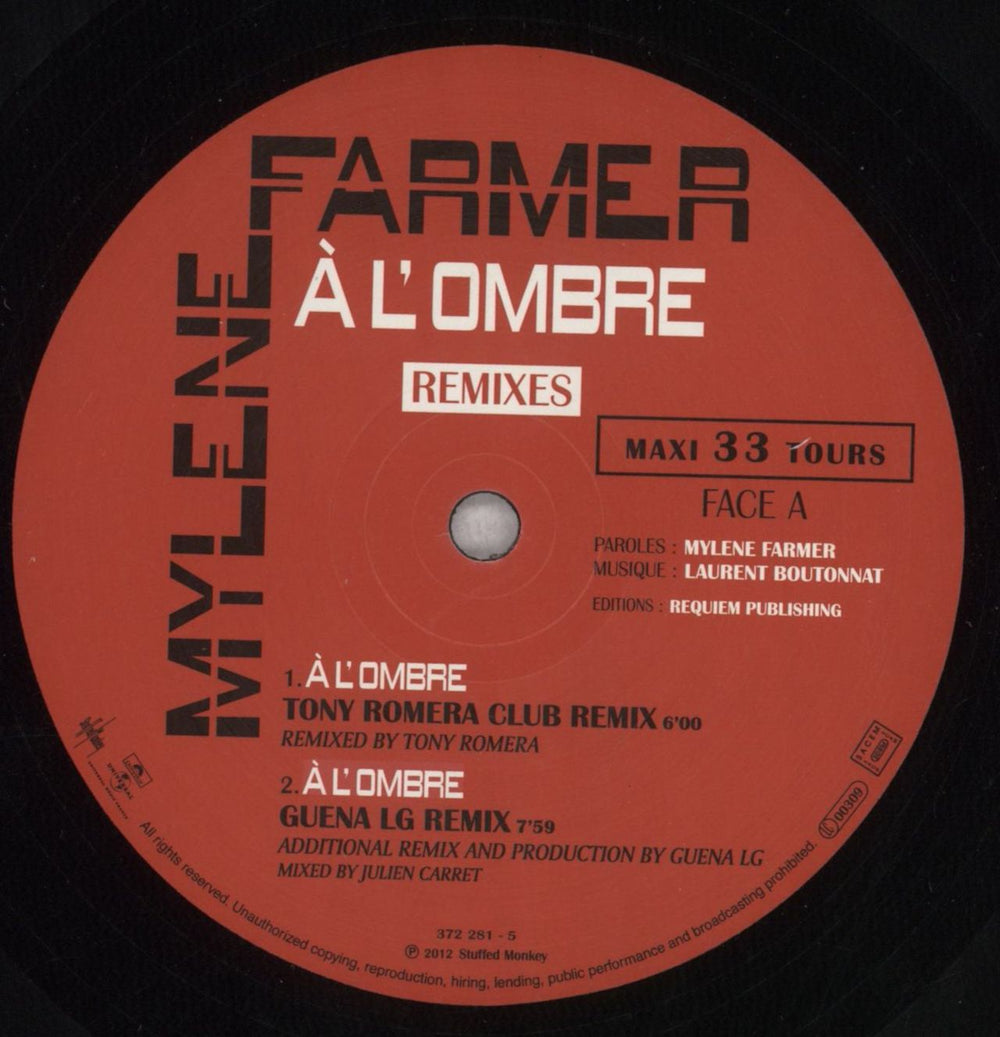 MYLENE
FARMER
À L'OMBRE
REMIXES
MAXI 33 TOURS
FACE A
PAROLES : MYLENE FARMER
MUSIQUE : LAURENT BOUTONNAT
EDITIONS : REQUIEM PUBLISHING
1. À L'OMBRE
TONY ROMERA CLUB REMIX 6'00
REMIXED BY TONY ROMERA
2. À L'OMBRE
GUENA LG REMIX 7'59
ADDITIONAL REMIX AND PRODUCTION BY GUENA LG
MIXED BY JULIEN CARRET
372 281 - 5
℗ 2012 Stuffed Monkey
UNIVERSAL
SACEM
LC 00309
All rights reserved. Unauthorized copying, reproduction, hiring, lending, public performance and broadcasting prohibited.